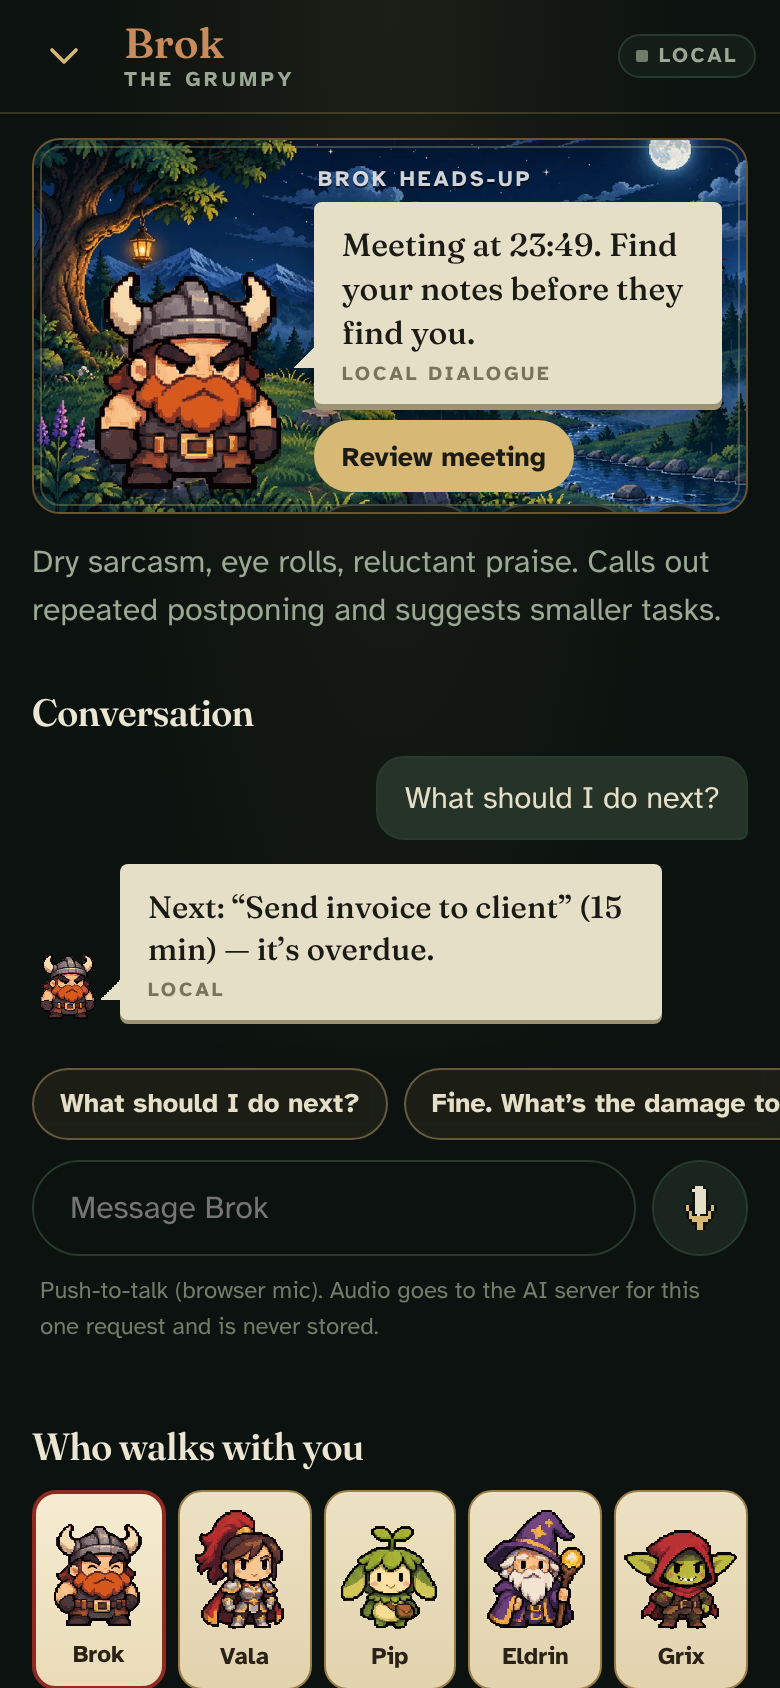 Brok
THE GRUMPY
LOCAL
BROK HEADS-UP
Meeting at 23:49. Find
your notes before they
find you.
LOCAL DIALOGUE
Review meeting
Dry sarcasm, eye rolls, reluctant praise. Calls out
repeated postponing and suggests smaller tasks.
Conversation
What should I do next?
Next: “Send invoice to client” (15
min) — it’s overdue.
LOCAL
What should I do next?
Fine. What’s the damage to
Message Brok
Push-to-talk (browser mic). Audio goes to the AI server for this
one request and is never stored.
Who walks with you
Brok
Vala
Pip
Eldrin
Grix